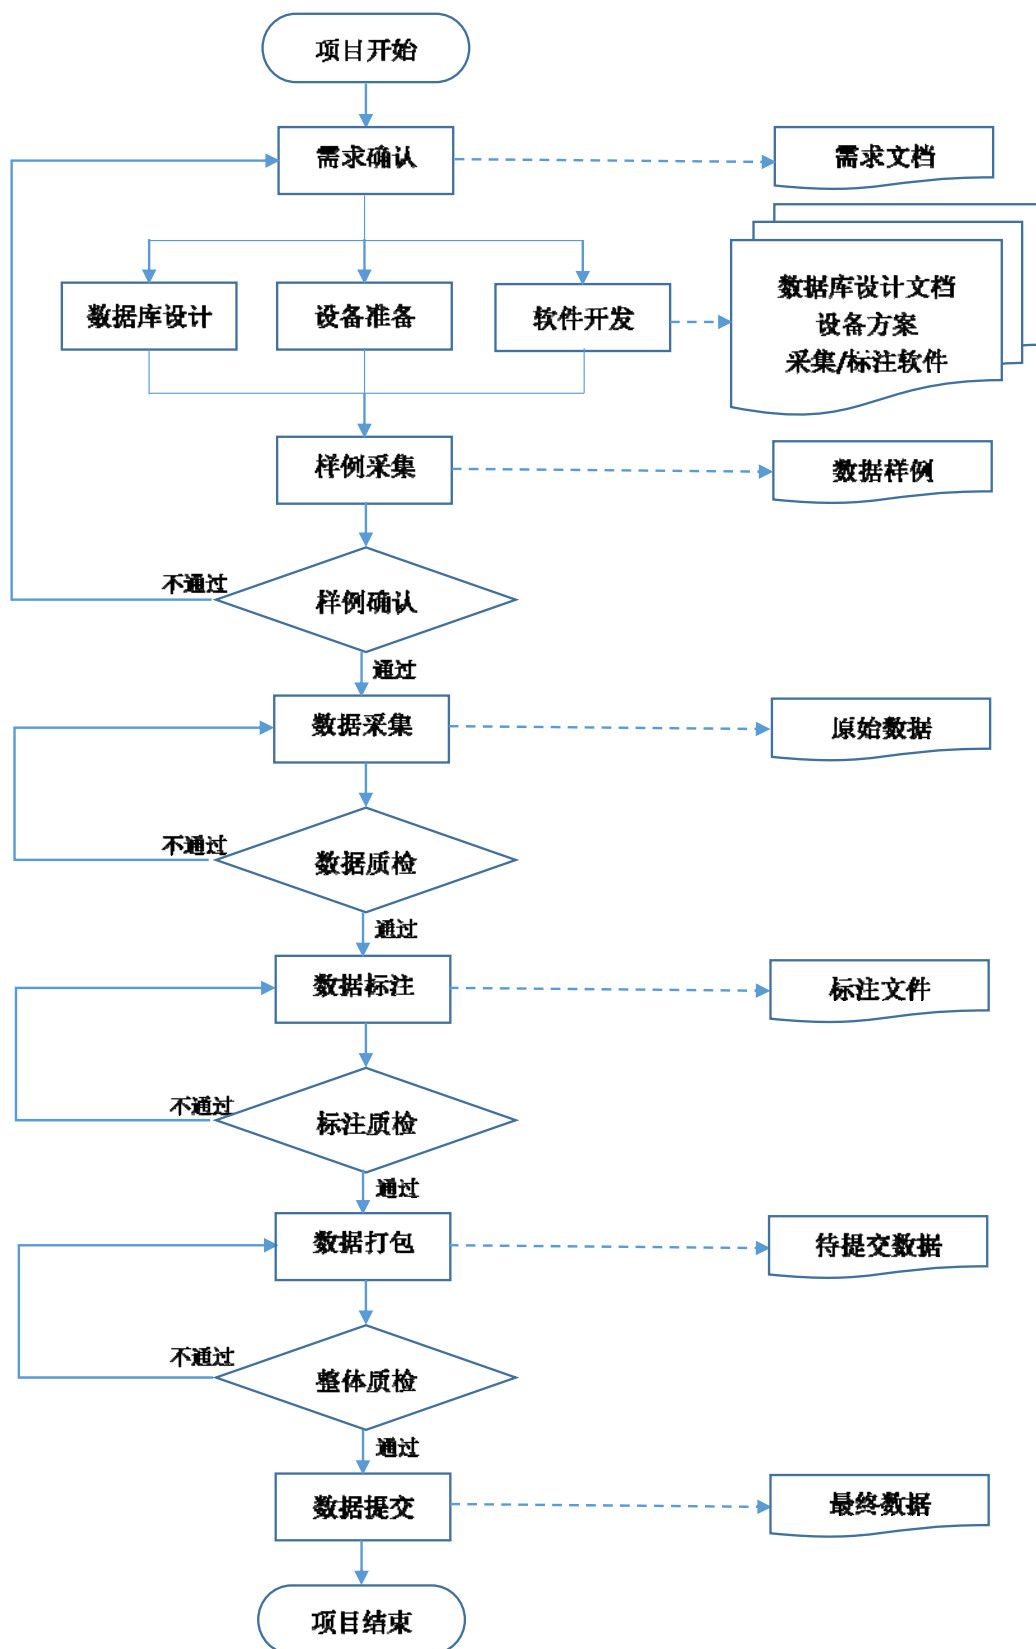 项目开始
需求确认
需求文档
数据库设计
设备准备
软件开发
数据库设计文档
设备方案
采集/标注软件
样例采集
数据样例
不通过
样例确认
通过
数据采集
原始数据
不通过
数据质检
通过
数据标注
标注文件
不通过
标注质检
通过
数据打包
待提交数据
不通过
整体质检
通过
数据提交
最终数据
项目结束